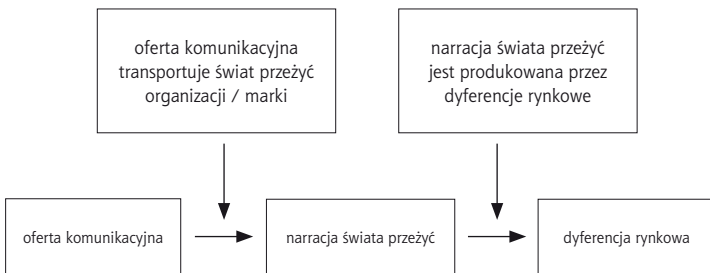 oferta komunikacyjna
transportuje świat przeżyć
organizacji / marki
narracja świata przeżyć
jest produkowana przez
dyferencje rynkowe
oferta komunikacyjna
narracja świata przeżyć
dyferencja rynkowa